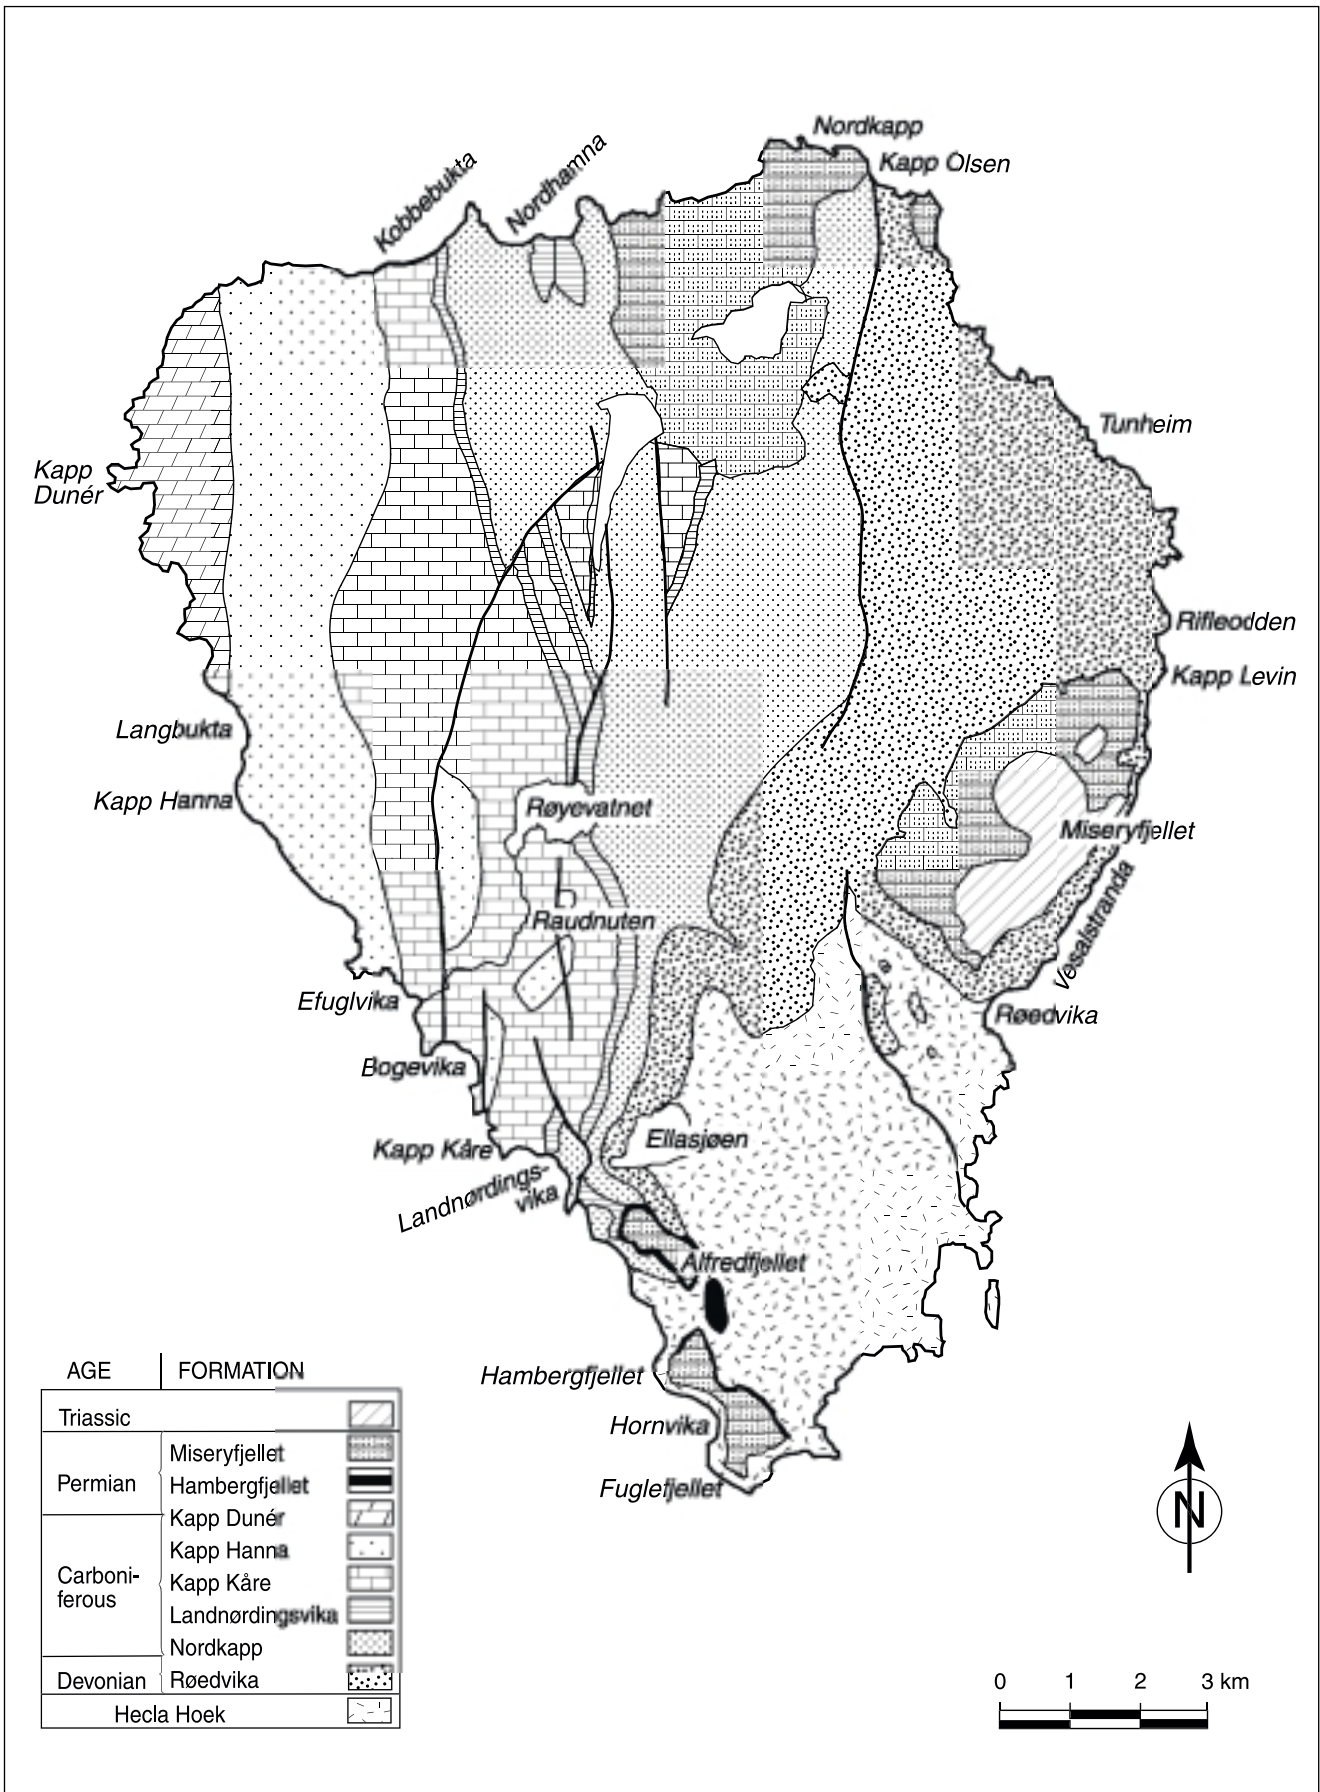 Nordkapp
Kapp Olsen
Nordhamna
Kobbebukta
Tunheim
Kapp
Dunér
Rifleodden
Kapp Levin
Langbukta
Kapp Hanna
Røyevatnet
Miseryfjellet
Raudnuten
Vesalstranda
Efuglvika
Røedvika
Bogevika
Ellasjøen
Kapp Kåre
Landnørdings-
vika
Alfredfjellet
Hambergfjellet
Hornvika
Fuglefjellet
AGE FORMATION
Triassic
Miseryfjellet
Permian
Hambergfjellet
Kapp Dunér
Kapp Hanna
Carboni-
ferous
Kapp Kåre
Landnørdingsvika
Nordkapp
Devonian Røedvika
Hecla Hoek
N
0 1 2 3 km